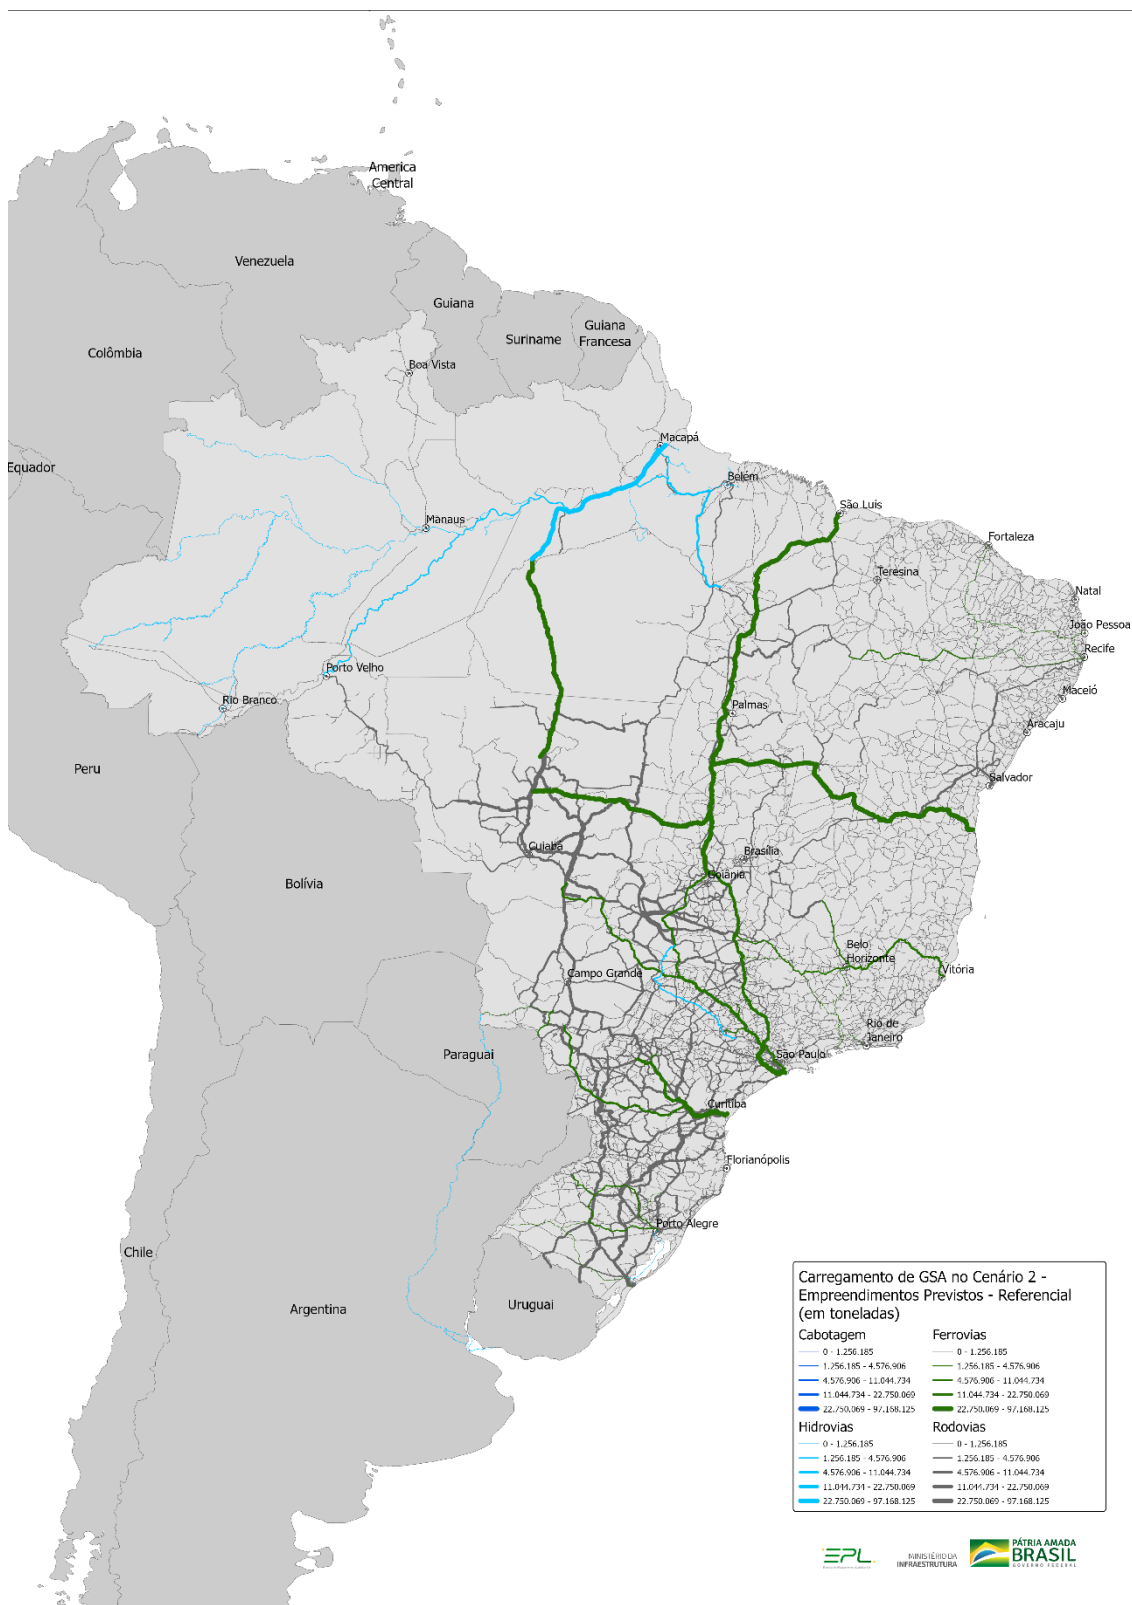 America
Central
Venezuela
Guiana
Suriname
Guiana
Francesa
Colômbia
Boa Vista
Macapá
Equador
Belém
São Luis
Manaus
Fortaleza
Teresina
Natal
João Pessoa
Recife
Porto Velho
Maceió
Rio Branco
Palmas
Aracaju
Peru
Salvador
Cuiabá
Brasília
Goiânia
Bolívia
Belo
Horizonte
Campo Grande
Vitória
Rio de
Janeiro
Paraguai
São Paulo
Curitiba
Florianópolis
Porto Alegre
Chile
Argentina
Uruguai
Carregamento de GSA no Cenário 2 -
Empreendimentos Previstos - Referencial
(em toneladas)
Cabotagem
0 - 1.256.185
1.256.185 - 4.576.906
4.576.906 - 11.044.734
11.044.734 - 22.750.069
22.750.069 - 97.168.125
Ferrovias
0 - 1.256.185
1.256.185 - 4.576.906
4.576.906 - 11.044.734
11.044.734 - 22.750.069
22.750.069 - 97.168.125
Hidrovias
0 - 1.256.185
1.256.185 - 4.576.906
4.576.906 - 11.044.734
11.044.734 - 22.750.069
22.750.069 - 97.168.125
Rodovias
0 - 1.256.185
1.256.185 - 4.576.906
4.576.906 - 11.044.734
11.044.734 - 22.750.069
22.750.069 - 97.168.125
EPL
MINISTÉRIO DA
INFRAESTRUTURA
PÁTRIA AMADA
BRASIL
GOVERNO FEDERAL